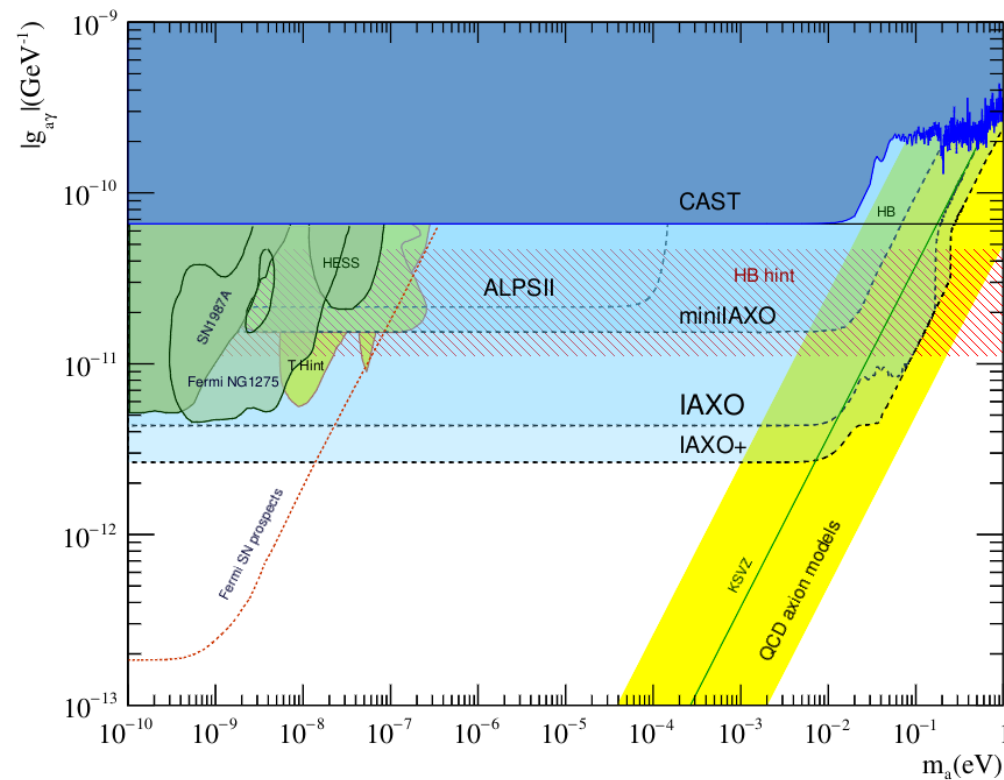 |g_aγ|(GeV⁻¹)
10⁻⁹
10⁻¹⁰
10⁻¹¹
10⁻¹²
10⁻¹³
CAST
HB
HESS
HB hint
SN1987A
ALPSII
miniIAXO
T Hint
Fermi NG1275
IAXO
IAXO+
Fermi SN prospects
KSVZ
QCD axion models
10⁻¹⁰ 10⁻⁹ 10⁻⁸ 10⁻⁷ 10⁻⁶ 10⁻⁵ 10⁻⁴ 10⁻³ 10⁻² 10⁻¹ 1
m_a(eV)